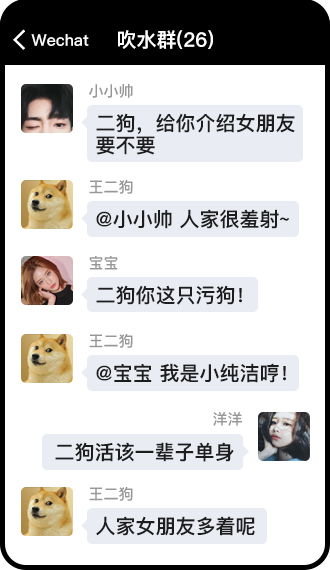 Wechat
吹水群(26)
小小帅
二狗，给你介绍女朋友
要不要
王二狗
@小小帅 人家很羞射~
宝宝
二狗你这只污狗！
王二狗
@宝宝 我是小纯洁哼！
洋洋
二狗活该一辈子单身
王二狗
人家女朋友多着呢